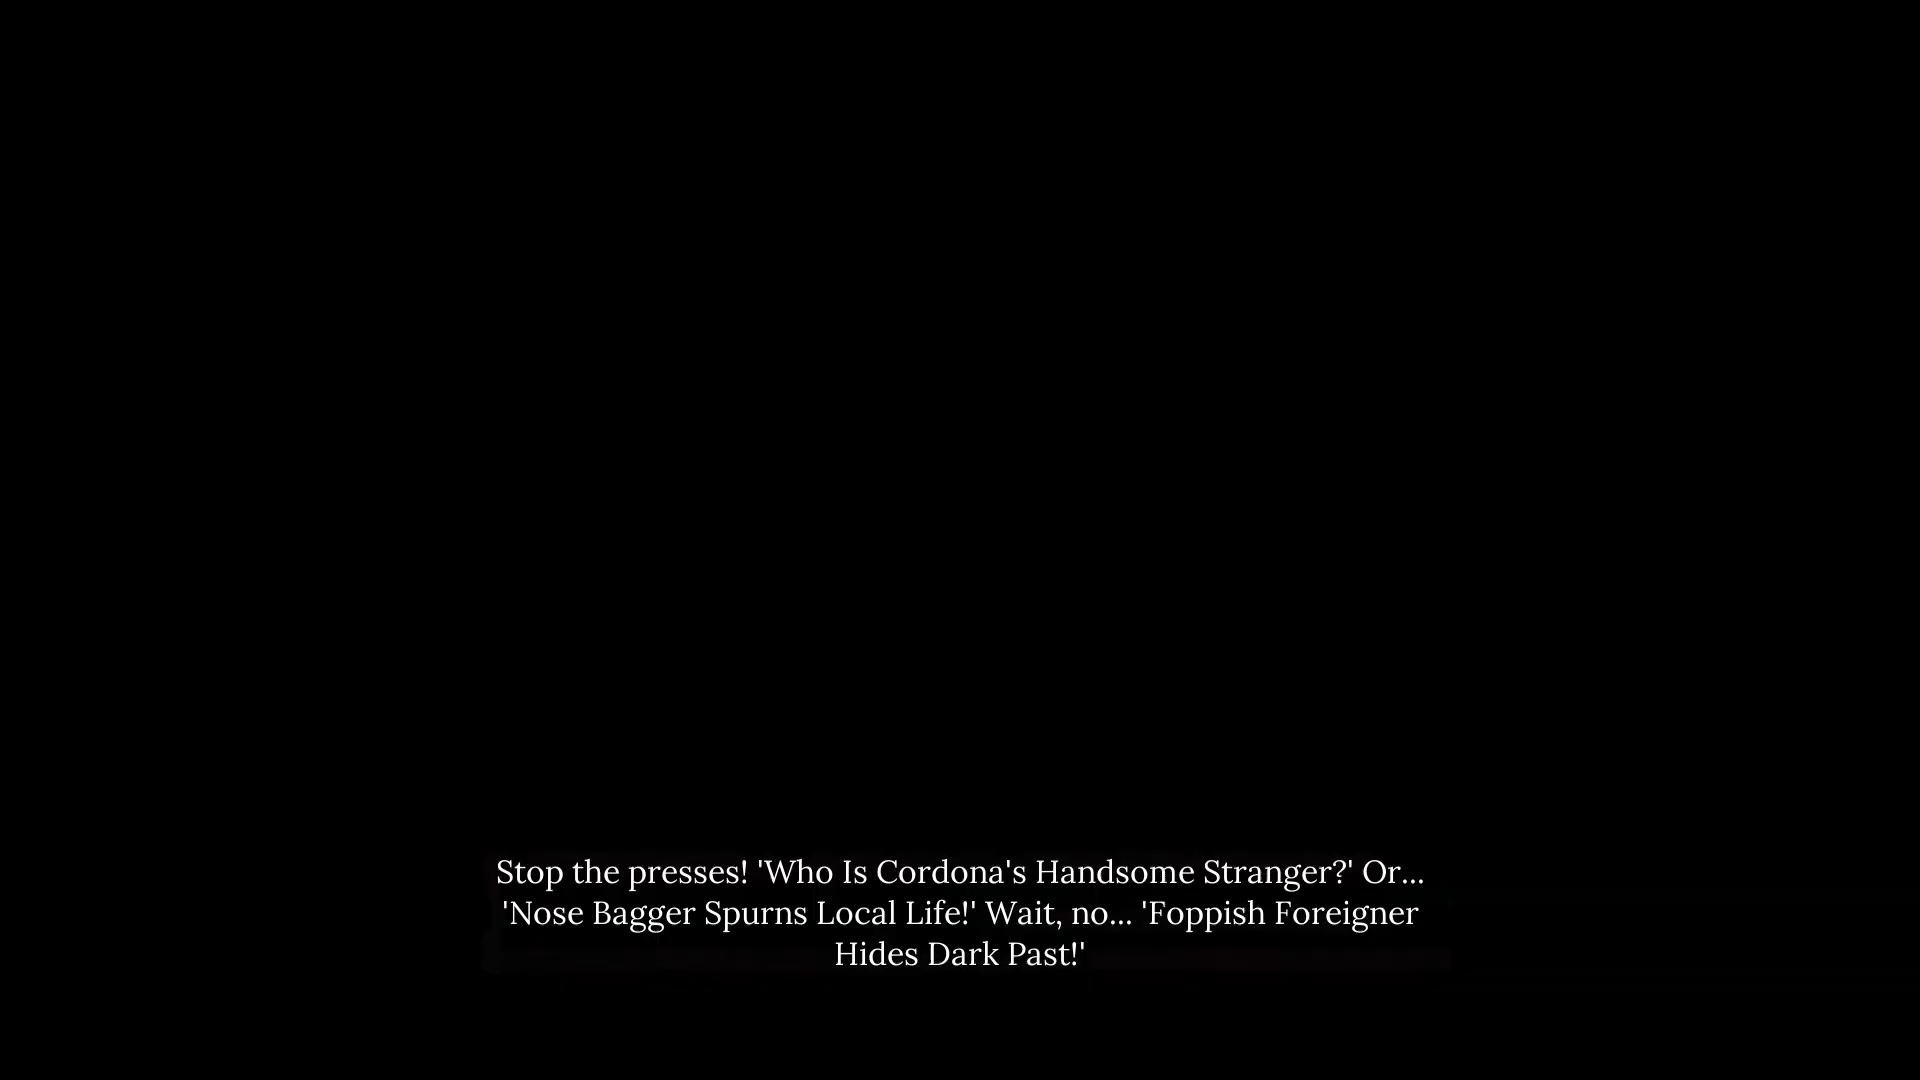 Stop the presses! 'Who Is Cordona's Handsome Stranger?' Or...
'Nose Bagger Spurns Local Life!' Wait, no... 'Foppish Foreigner
Hides Dark Past!'